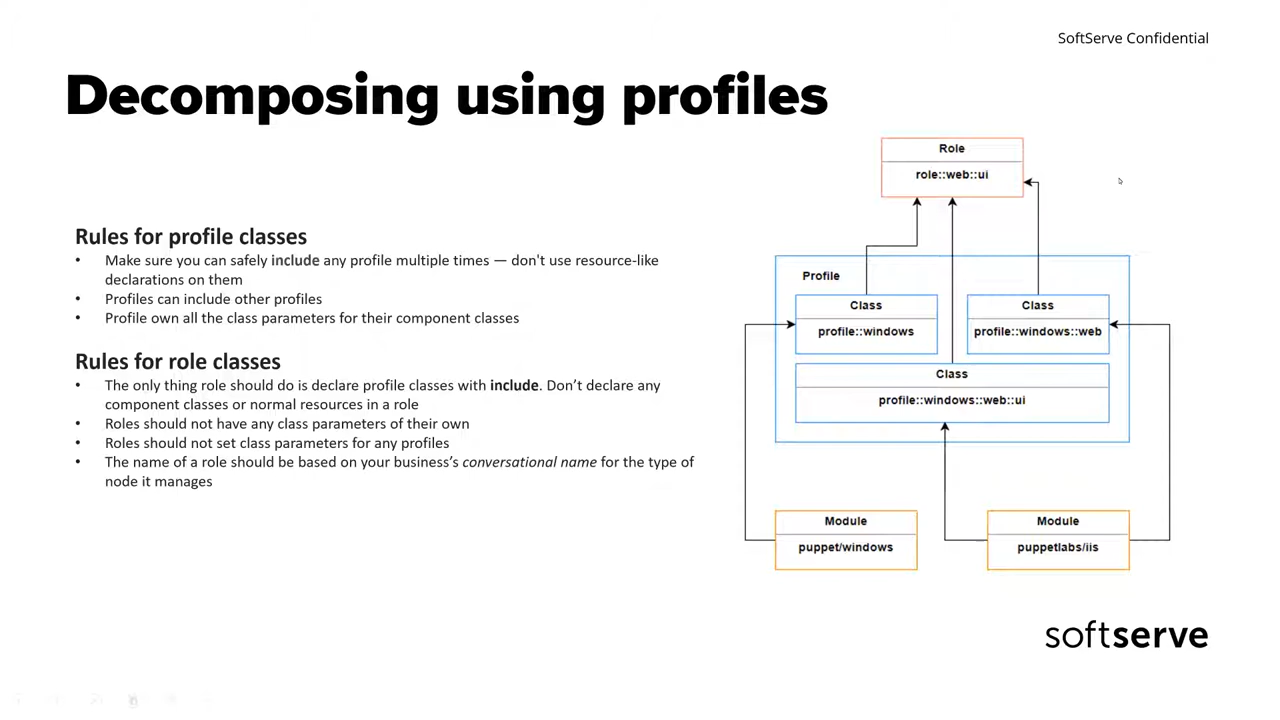 SoftServe Confidential
Decomposing using profiles
Rules for profile classes
• Make sure you can safely include any profile multiple times — don't use resource-like
declarations on them
• Profiles can include other profiles
• Profile own all the class parameters for their component classes
Rules for role classes
• The only thing role should do is declare profile classes with include. Don’t declare any
component classes or normal resources in a role
• Roles should not have any class parameters of their own
• Roles should not set class parameters for any profiles
• The name of a role should be based on your business’s conversational name for the type of
node it manages
Role
role::web::ui
Profile
Class
profile::windows
Class
profile::windows::web
Class
profile::windows::web::ui
Module
puppet/windows
Module
puppetlabs/iis
softserve